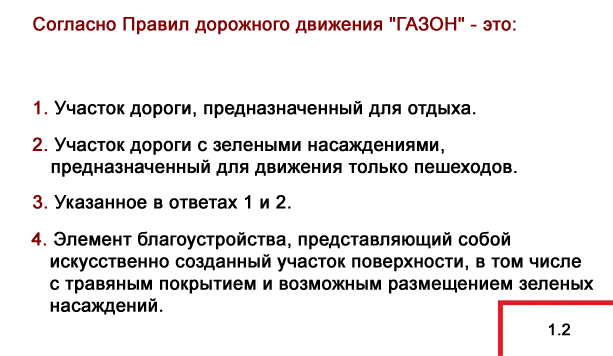 Согласно Правил дорожного движения "ГАЗОН" - это:
1. Участок дороги, предназначенный для отдыха.
2. Участок дороги с зелеными насаждениями,
предназначенный для движения только пешеходов.
3. Указанное в ответах 1 и 2.
4. Элемент благоустройства, представляющий собой
искусственно созданный участок поверхности, в том числе
с травяным покрытием и возможным размещением зеленых
насаждений.
1.2